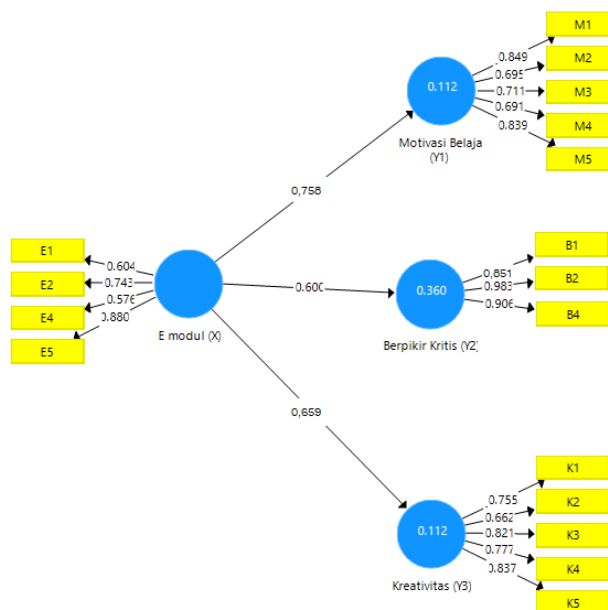 M1
0.849
M2
0.695
0.112
0.711
M3
0.691
M4
0.839
Motivasi Belaja
(Y1)
M5
0,758
E1
0.604
E2
0.743
E4
0.576
0.880
E5
E modul (X)
0.600
0.360
Berpikir Kritis (Y2)
B1
0,851
B2
0.983
0.906
B4
0,659
K1
0.755
K2
0.662
0.112
0.821
K3
0.777
K4
0.837
Kreativitas (Y3)
K5